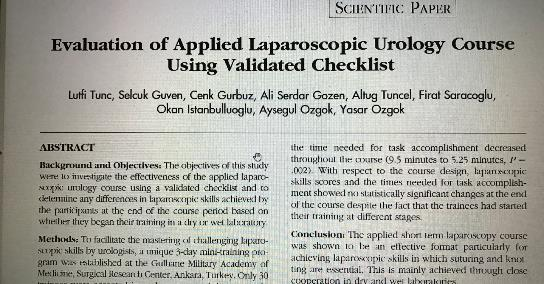 SCIENTIFIC PAPER
Evaluation of Applied Laparoscopic Urology Course
Using Validated Checklist
Lutfi Tunc, Selcuk Guven, Cenk Gurbuz, Ali Serdar Gozen, Altug Tuncel, Firat Saracoglu,
Okan Istanbulluoglu, Aysegul Ozgok, Yasar Ozgok
ABSTRACT
Background and Objectives: The objectives of this study
were to investigate the effectiveness of the applied laparo-
scopic urology course using a validated checklist and to
determine any differences in laparoscopic skills achieved by
the participants at the end of the course period based on
whether they began their training in a dry or wet laboratory.
Methods: To facilitate the mastering of challenging laparo-
scopic skills by urologists, a unique 3-day mini-training pro-
gram was established at the Gulhane Military Academy of
Medicine, Surgical Research Center, Ankara, Turkey. Only 30
the time needed for task accomplishment decreased
throughout the course (9.5 minutes to 5.25 minutes, P =
.002). With respect to the course design, laparoscopic
skills scores and the times needed for task accomplish-
ment showed no statistically significant changes at the end
of the course despite the fact that the trainees had started
their training at different stages.
Conclusion: The applied short term laparoscopy course
was shown to be an effective format particularly for
achieving laparoscopic skills in which suturing and knot
ting are essential. This is mainly achieved through close
cooperation in dry and wet laboratories.